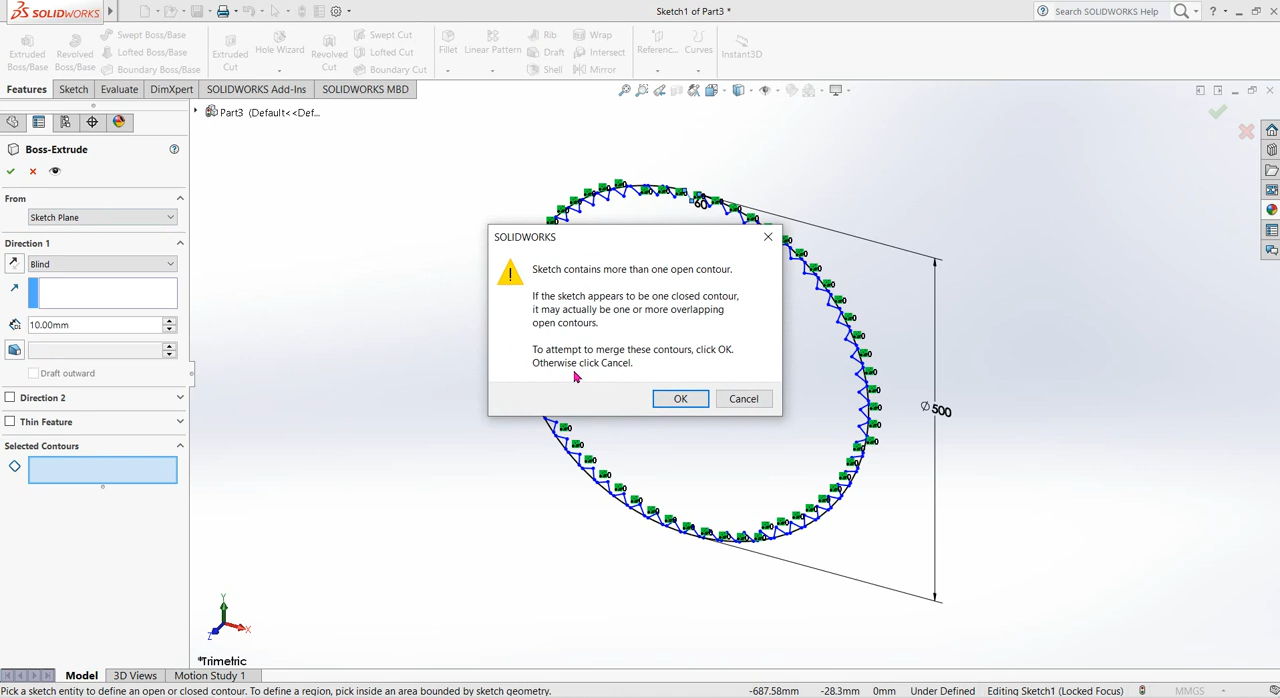 SOLIDWORKS
Sketch1 of Part3 *
Search SOLIDWORKS Help
Extruded Boss/Base
Revolved Boss/Base
Swept Boss/Base
Lofted Boss/Base
Boundary Boss/Base
Extruded Cut
Hole Wizard
Revolved Cut
Swept Cut
Lofted Cut
Boundary Cut
Fillet
Linear Pattern
Rib
Draft
Shell
Wrap
Intersect
Mirror
Referenc...
Curves
Instant3D
Features
Sketch
Evaluate
DimXpert
SOLIDWORKS Add-Ins
SOLIDWORKS MBD
Part3 (Default<<Def...
Boss-Extrude
From
Sketch Plane
Direction 1
Blind
10.00mm
Draft outward
Direction 2
Thin Feature
Selected Contours
60
SOLIDWORKS
Sketch contains more than one open contour.
If the sketch appears to be one closed contour,
it may actually be one or more overlapping
open contours.
To attempt to merge these contours, click OK.
Otherwise click Cancel.
OK
Cancel
∅500
Y
X
Z
*Trimetric
Model
3D Views
Motion Study 1
Pick a sketch entity to define an open or closed contour. To define a region, pick inside an area bounded by sketch geometry.
-687.58mm
-28.3mm
0mm
Under Defined
Editing Sketch1 (Locked Focus)
MMGS